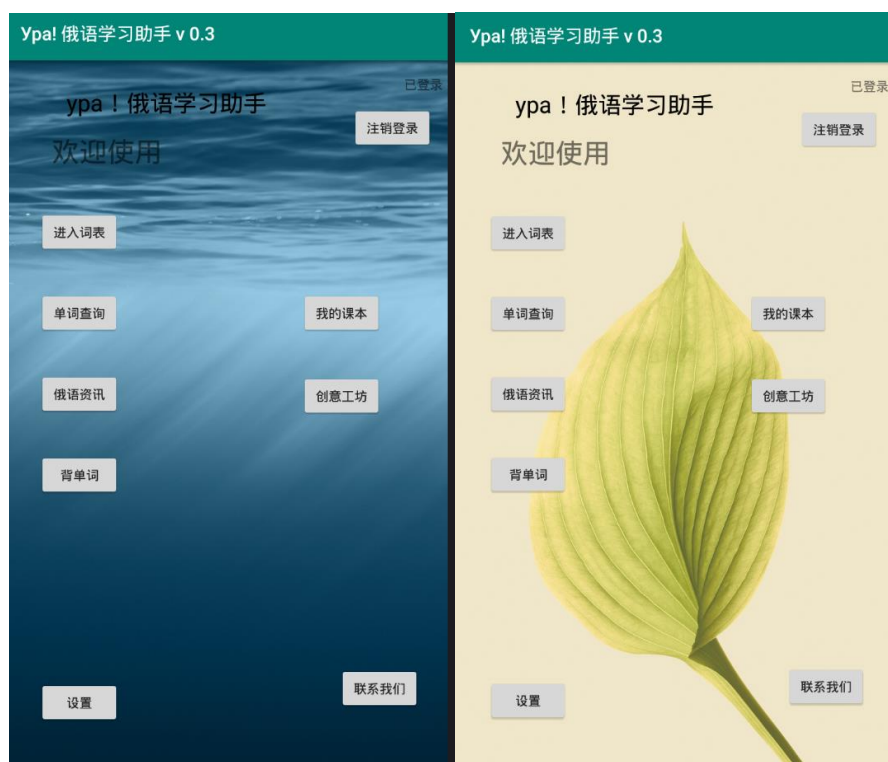 Ура! 俄语学习助手 v 0.3
已登录
ура！俄语学习助手
注销登录
欢迎使用
进入词表
单词查询
我的课本
俄语资讯
创意工坊
背单词
联系我们
设置
Ура! 俄语学习助手 v 0.3
已登录
ура！俄语学习助手
注销登录
欢迎使用
进入词表
单词查询
我的课本
俄语资讯
创意工坊
背单词
联系我们
设置